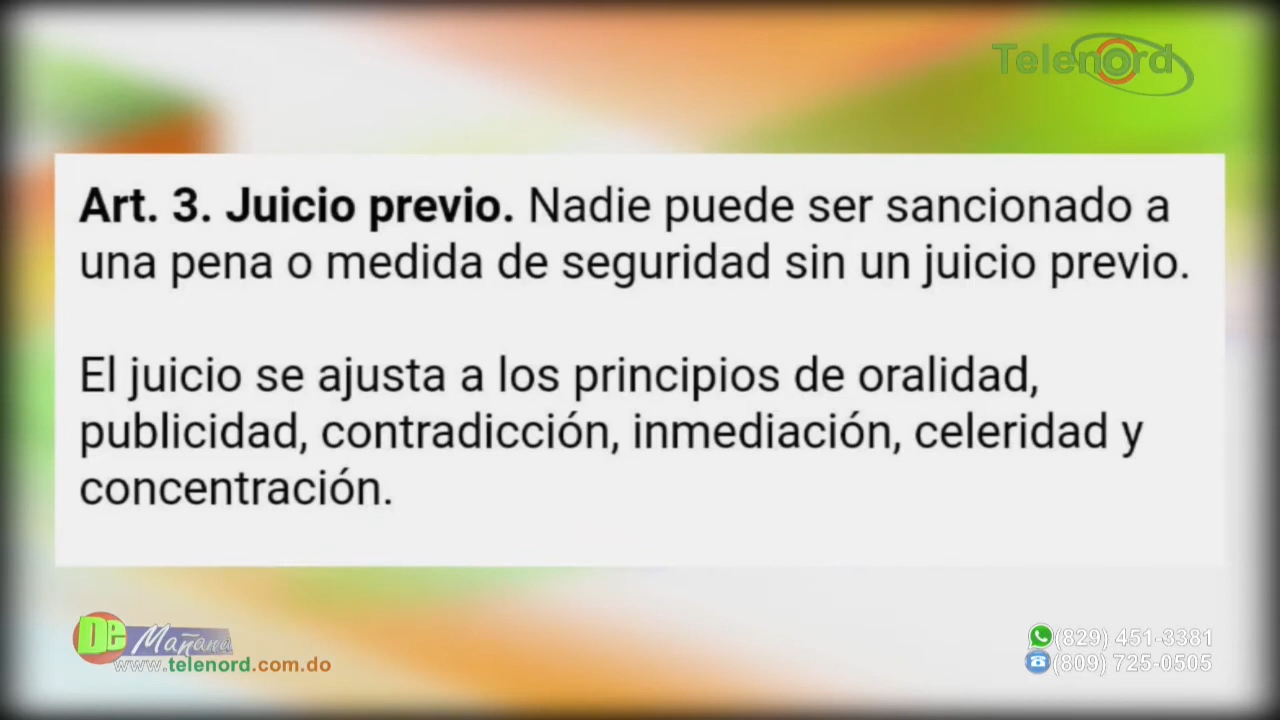 Telenord
Art. 3. Juicio previo. Nadie puede ser sancionado a
una pena o medida de seguridad sin un juicio previo.
El juicio se ajusta a los principios de oralidad,
publicidad, contradicción, inmediación, celeridad y
concentración.
De Mañana
www.telenord.com.do
(829) 451-3381
(809) 725-0505